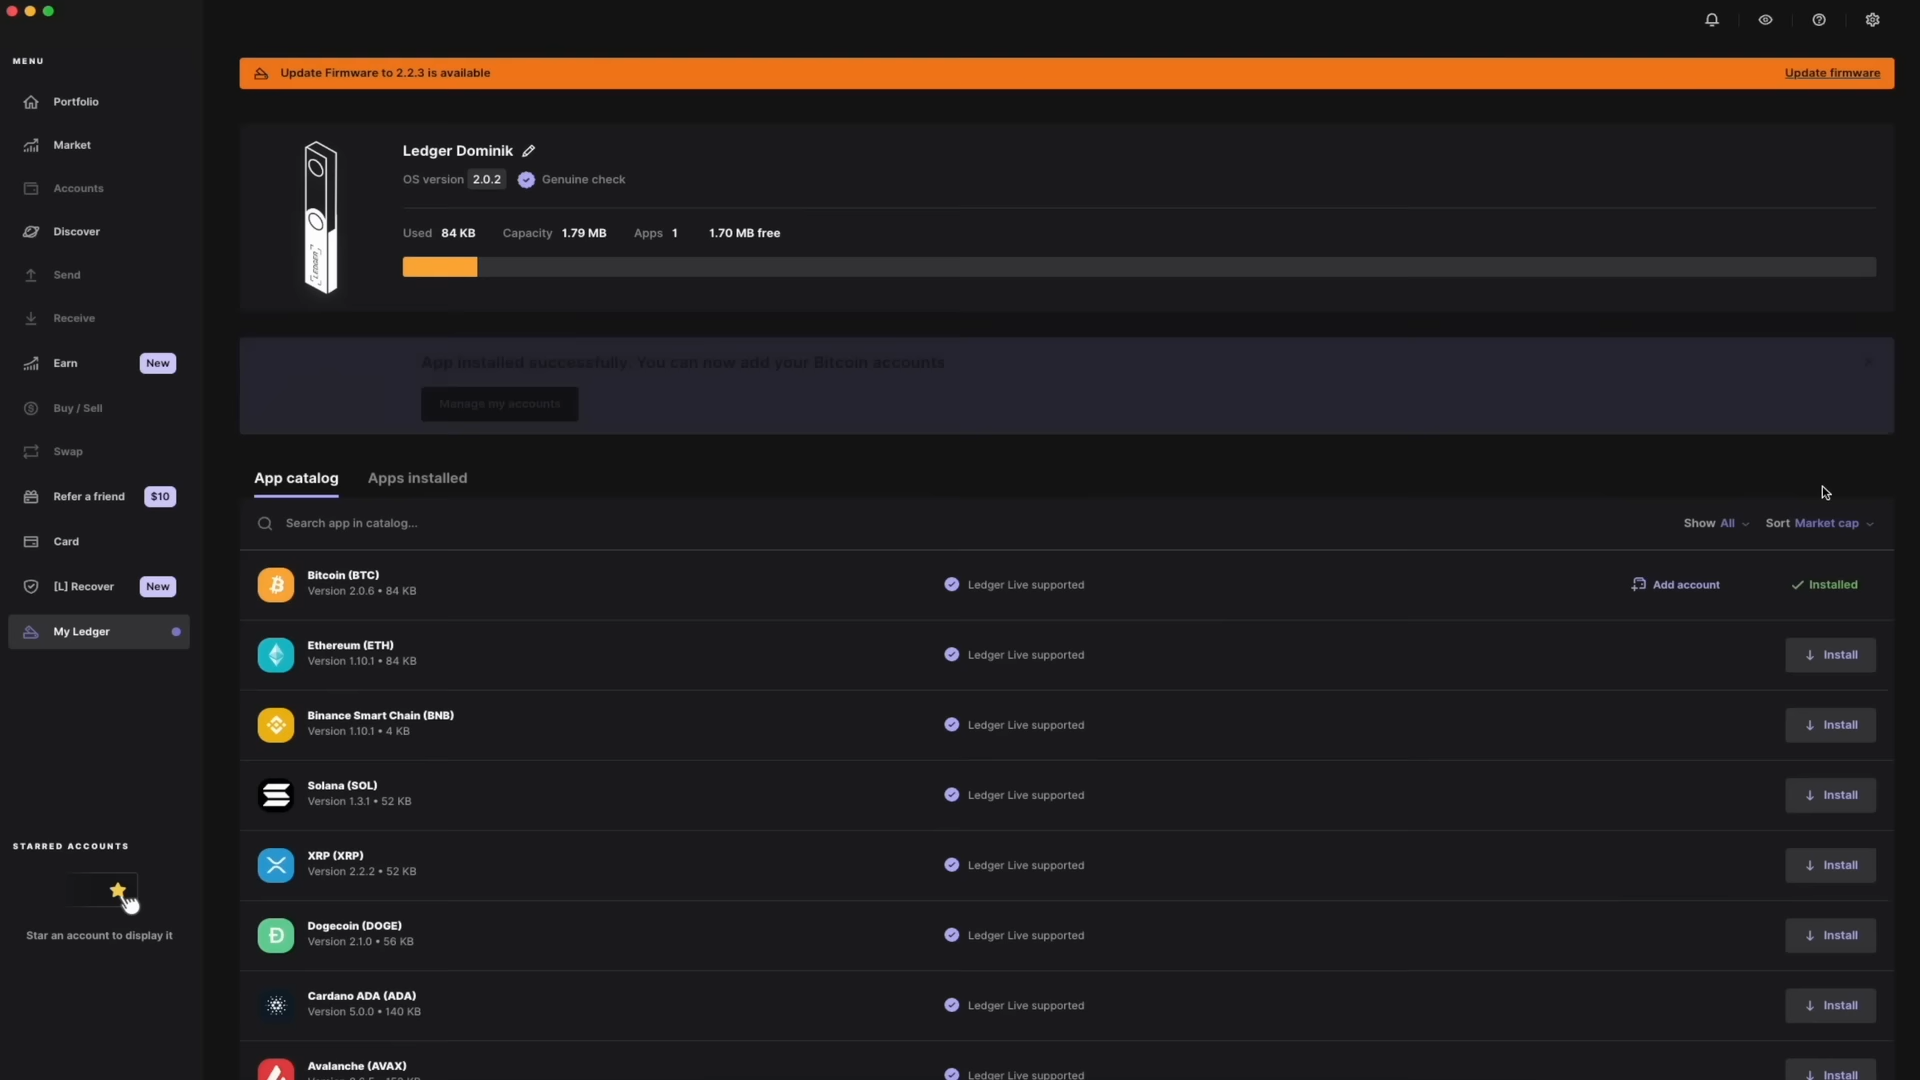 MENU
Portfolio
Market
Accounts
Discover
Send
Receive
Earn New
Buy / Sell
Swap
Refer a friend $10
Card
[L] Recover New
My Ledger
STARRED ACCOUNTS
Star an account to display it
Update Firmware to 2.2.3 is available Update firmware
LEDGER
Ledger Dominik
OS version 2.0.2 Genuine check
Used 84 KB Capacity 1.79 MB Apps 1 1.70 MB free
App installed successfully. You can now add your Bitcoin accounts
Manage my accounts
App catalog Apps installed
Search app in catalog... Show All Sort Market cap
Bitcoin (BTC)
Version 2.0.6 • 84 KB
Ledger Live supported Add account Installed
Ethereum (ETH)
Version 1.10.1 • 84 KB
Ledger Live supported Install
Binance Smart Chain (BNB)
Version 1.10.1 • 4 KB
Ledger Live supported Install
Solana (SOL)
Version 1.3.1 • 52 KB
Ledger Live supported Install
XRP (XRP)
Version 2.2.2 • 52 KB
Ledger Live supported Install
Dogecoin (DOGE)
Version 2.1.0 • 56 KB
Ledger Live supported Install
Cardano ADA (ADA)
Version 5.0.0 • 140 KB
Ledger Live supported Install
Avalanche (AVAX)
Ledger Live supported Install